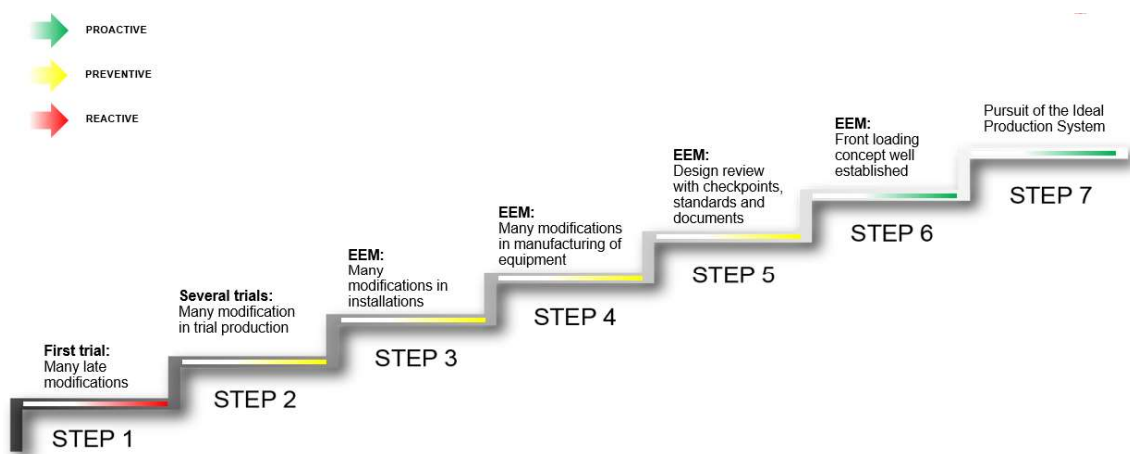 PROACTIVE
PREVENTIVE
REACTIVE
First trial:
Many late
modifications
STEP 1
Several trials:
Many modification
in trial production
STEP 2
EEM:
Many
modifications in
installations
STEP 3
EEM:
Many modifications
in manufacturing of
equipment
STEP 4
EEM:
Design review
with checkpoints,
standards and
documents
STEP 5
EEM:
Front loading
concept well
established
STEP 6
Pursuit of the Ideal
Production System
STEP 7